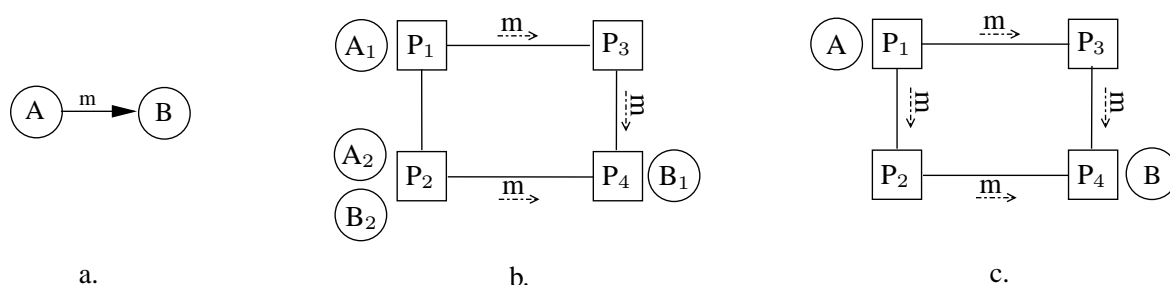 m
A₁ P₁ P₃
m
A B
m
A₂
P₂ P₄ B₁
m
B₂
m
A P₁ P₃
m m
P₂ P₄ B
m
a. b. c.